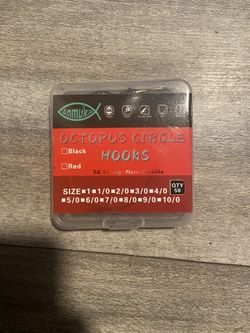 Anmuka
OCTOPUS CIRCLE
HOOKS
Black
Red
SIZE 1 1/0 2/0 3/0 4/0
5/0 6/0 7/0 8/0 9/0 10/0
QTY
50